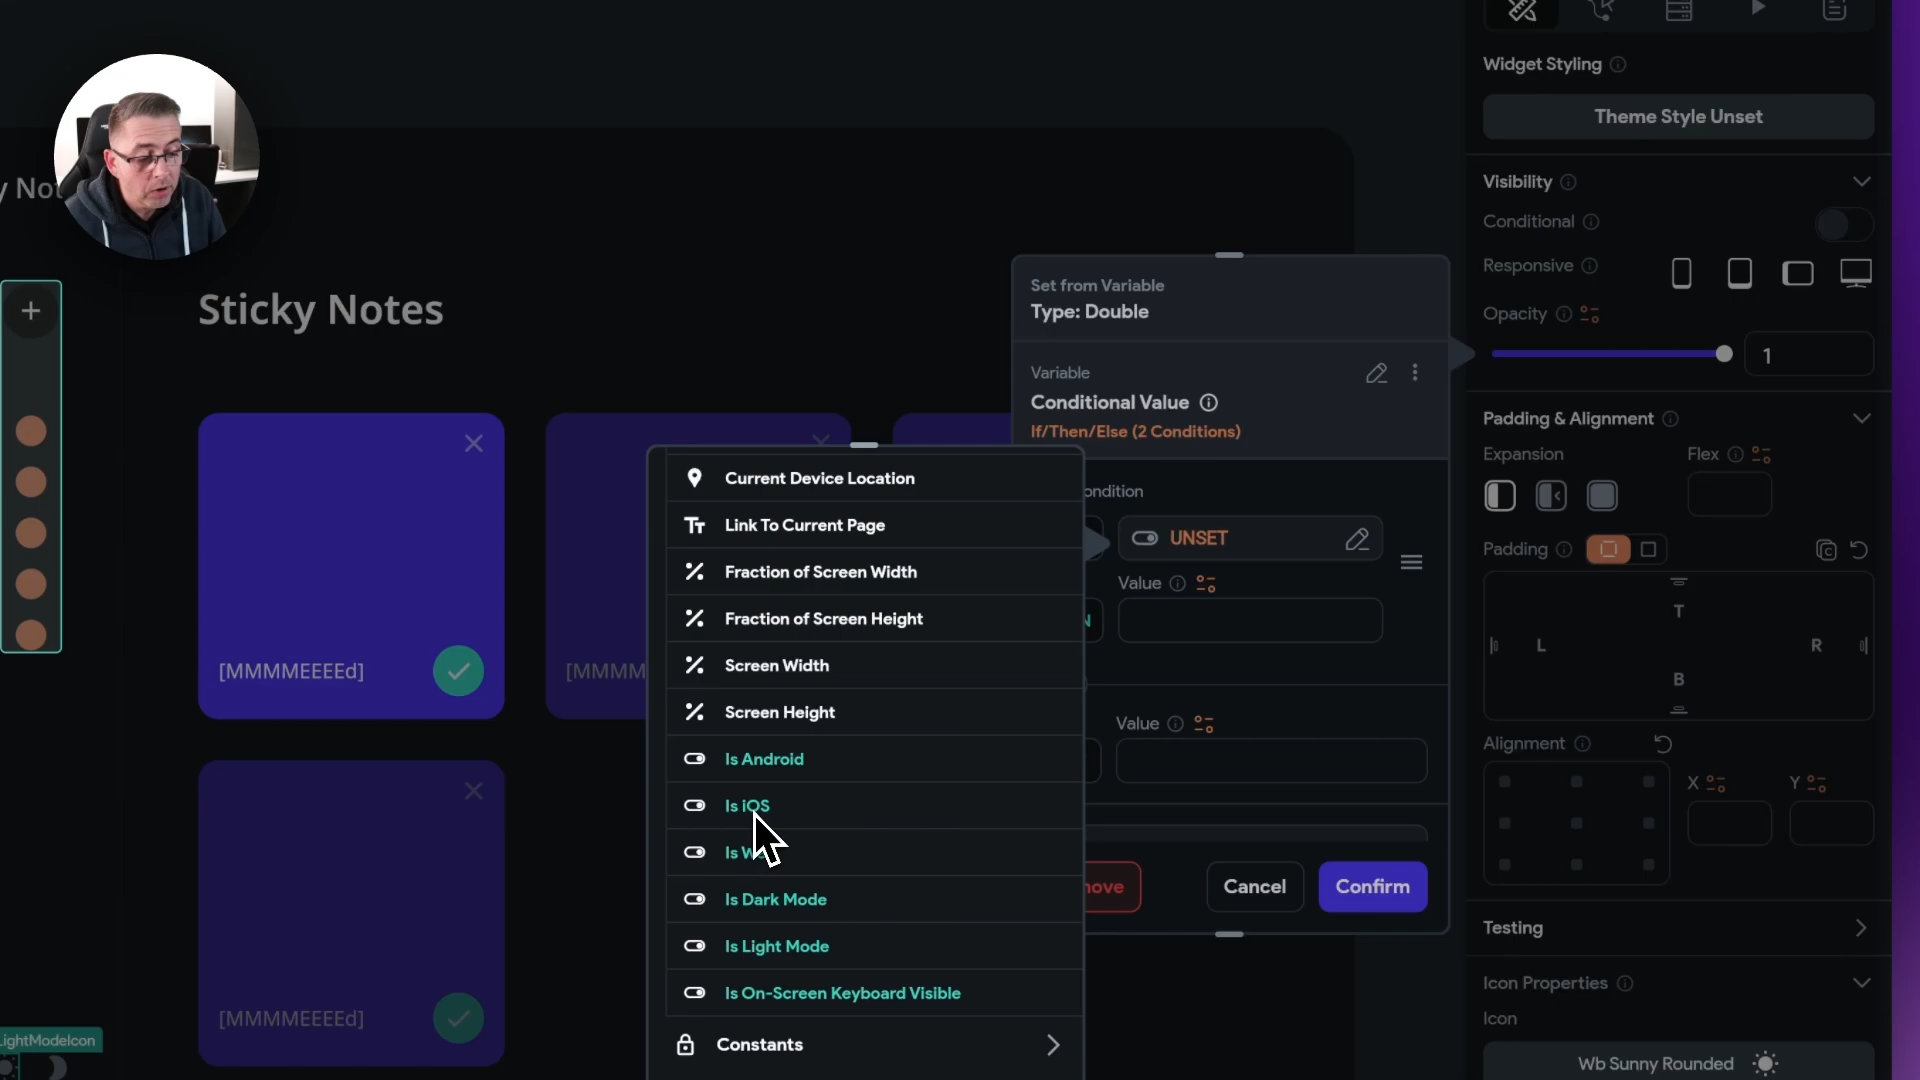 Widget Styling
Theme Style Unset
Visibility
Conditional
Responsive
Opacity
1
Padding & Alignment
Expansion
Flex
Padding
T
L
R
B
Alignment
X
Y
Testing
Icon Properties
Icon
Wb Sunny Rounded
Sticky Notes
[MMMMEEEEd]
[MMMM
[MMMMEEEEd]
LightModeIcon
Set from Variable
Type: Double
Variable
Conditional Value
If/Then/Else (2 Conditions)
ondition
UNSET
Value
N
Value
nove
Cancel
Confirm
Current Device Location
Link To Current Page
Fraction of Screen Width
Fraction of Screen Height
Screen Width
Screen Height
Is Android
Is iOS
Is W
Is Dark Mode
Is Light Mode
Is On-Screen Keyboard Visible
Constants